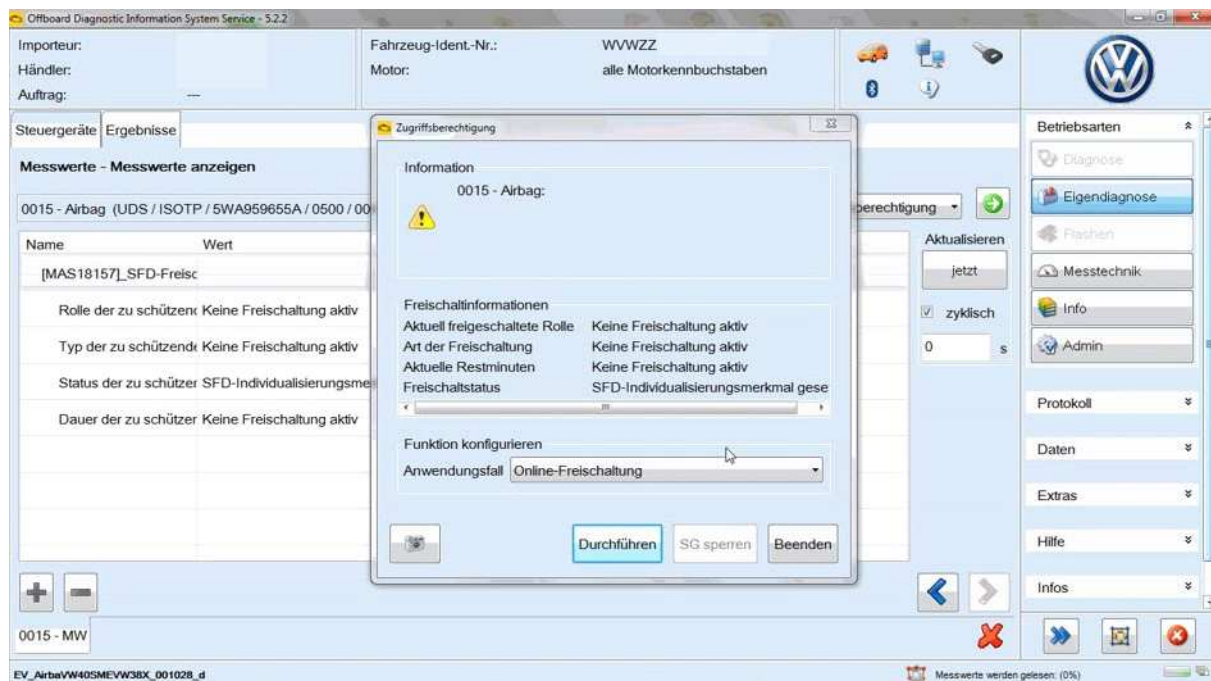 Offboard Diagnostic Information System Service - 5.2.2
Importeur:
Händler:
Auftrag: ---
Fahrzeug-Ident.-Nr.: WVWZZ
Motor: alle Motorkennbuchstaben
Steuergeräte Ergebnisse
Messwerte - Messwerte anzeigen
0015 - Airbag (UDS / ISOTP / 5WA959655A / 0500 / 00
berechtigung
Name Wert
[MAS18157]_SFD-Freisc
Rolle der zu schützend Keine Freischaltung aktiv
Typ der zu schützende Keine Freischaltung aktiv
Status der zu schützer SFD-Individualisierungsme
Dauer der zu schützer Keine Freischaltung aktiv
Aktualisieren
jetzt
zyklisch
0 s
Zugriffsberechtigung
Information
0015 - Airbag:
Freischaltinformationen
Aktuell freigeschaltete Rolle Keine Freischaltung aktiv
Art der Freischaltung Keine Freischaltung aktiv
Aktuelle Restminuten Keine Freischaltung aktiv
Freischaltstatus SFD-Individualisierungsmerkmal gese
Funktion konfigurieren
Anwendungsfall Online-Freischaltung
Durchführen SG sperren Beenden
Betriebsarten
Diagnose
Eigendiagnose
Flashen
Messtechnik
Info
Admin
Protokoll
Daten
Extras
Hilfe
Infos
0015 - MW
EV_AirbaVW40SMEVW38X_001028_d
Messwerte werden gelesen: (0%)